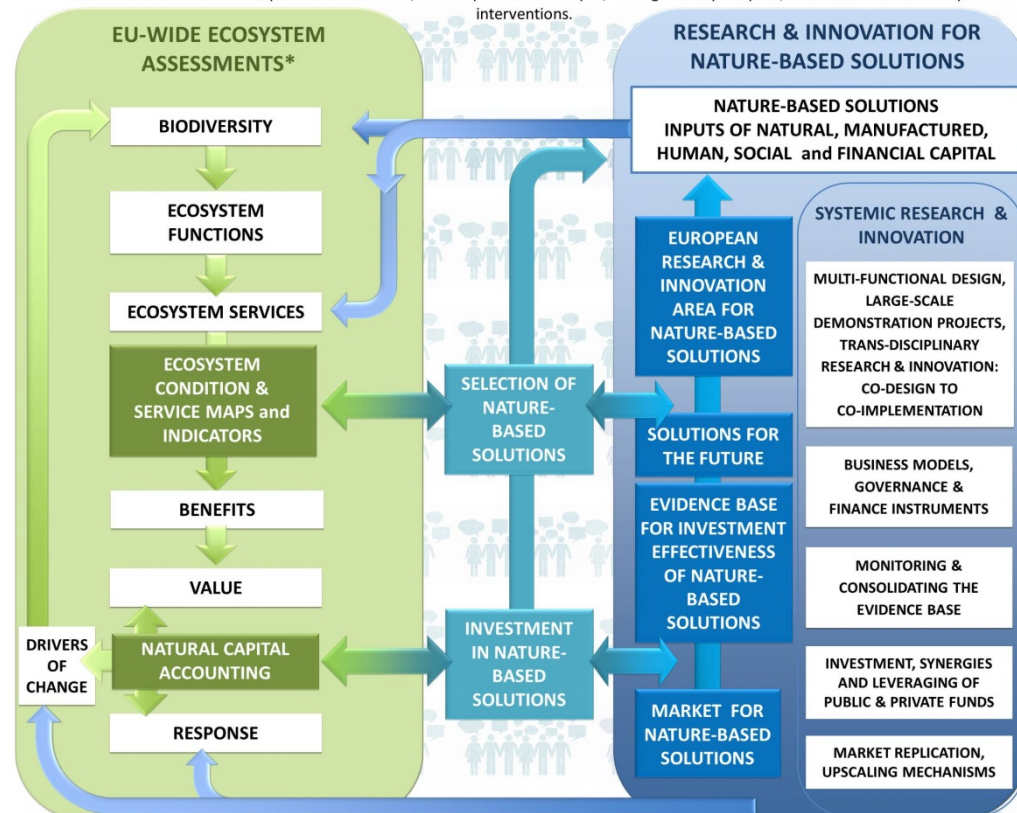 interventions.
EU-WIDE ECOSYSTEM
ASSESSMENTS*
BIODIVERSITY
ECOSYSTEM
FUNCTIONS
ECOSYSTEM SERVICES
ECOSYSTEM
CONDITION &
SERVICE MAPS and
INDICATORS
BENEFITS
VALUE
DRIVERS
OF
CHANGE
NATURAL CAPITAL
ACCOUNTING
RESPONSE
SELECTION OF
NATURE-
BASED
SOLUTIONS
INVESTMENT
IN NATURE-
BASED
SOLUTIONS
RESEARCH & INNOVATION FOR
NATURE-BASED SOLUTIONS
NATURE-BASED SOLUTIONS
INPUTS OF NATURAL, MANUFACTURED,
HUMAN, SOCIAL and FINANCIAL CAPITAL
EUROPEAN
RESEARCH &
INNOVATION
AREA FOR
NATURE-BASED
SOLUTIONS
SOLUTIONS FOR
THE FUTURE
EVIDENCE BASE
FOR INVESTMENT
EFFECTIVENESS
OF NATURE-
BASED
SOLUTIONS
MARKET FOR
NATURE-BASED
SOLUTIONS
SYSTEMIC RESEARCH &
INNOVATION
MULTI-FUNCTIONAL DESIGN,
LARGE-SCALE
DEMONSTRATION PROJECTS,
TRANS-DISCIPLINARY
RESEARCH & INNOVATION:
CO-DESIGN TO
CO-IMPLEMENTATION
BUSINESS MODELS,
GOVERNANCE &
FINANCE INSTRUMENTS
MONITORING &
CONSOLIDATING THE
EVIDENCE BASE
INVESTMENT, SYNERGIES
AND LEVERAGING OF
PUBLIC & PRIVATE FUNDS
MARKET REPLICATION,
UPSCALING MECHANISMS